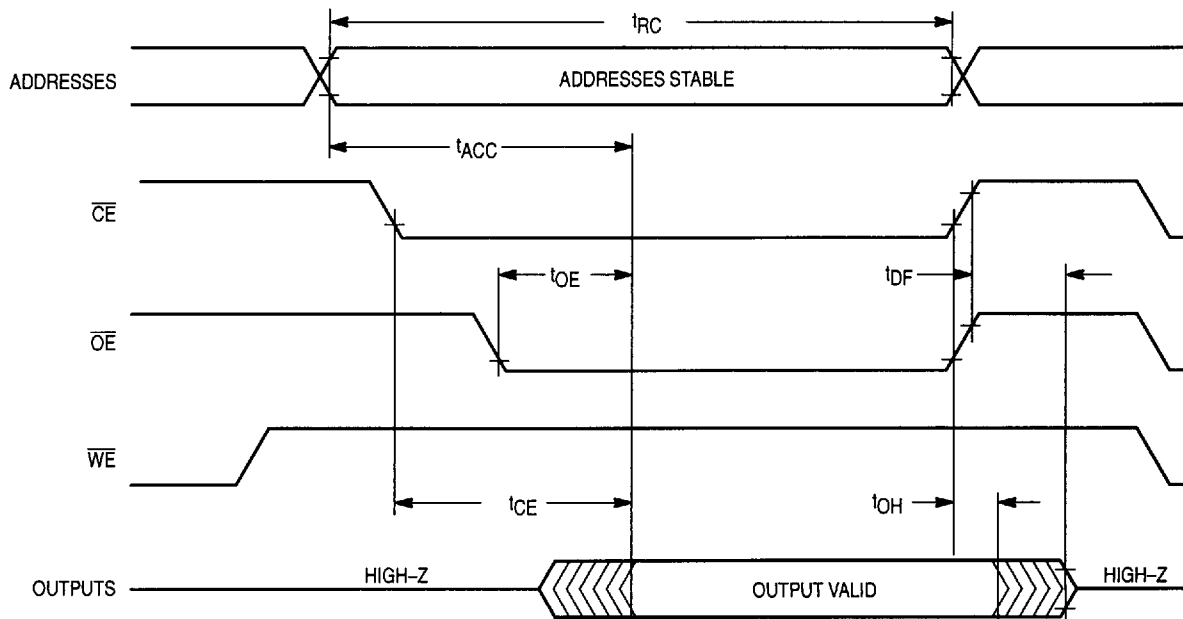 tRC
ADDRESSES
ADDRESSES STABLE
tACC
CE
tOE
tDF
OE
WE
tCE
tOH
OUTPUTS
HIGH–Z
OUTPUT VALID
HIGH–Z